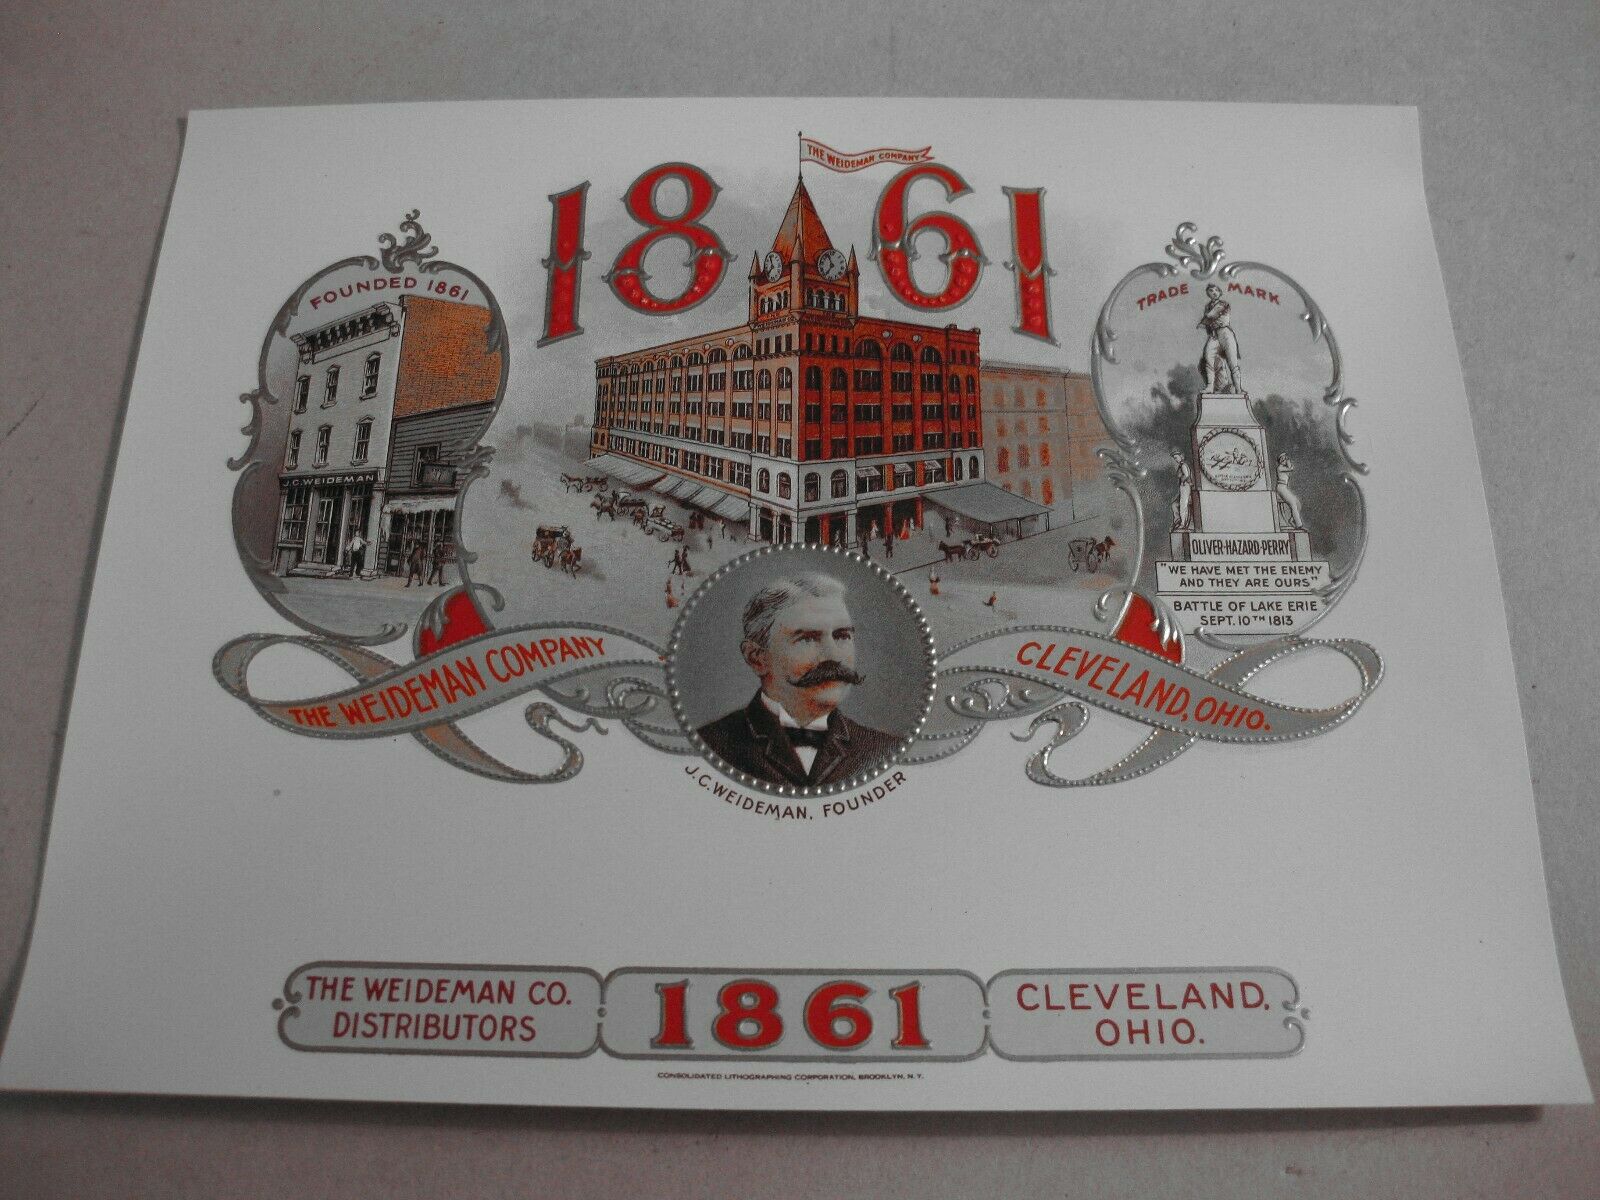 THE WEIDEMAN COMPANY
1861
FOUNDED 1861
J.C. WEIDEMAN
TRADE MARK
OLIVER·HAZARD·PERRY
"WE HAVE MET THE ENEMY
AND THEY ARE OURS"
BATTLE OF LAKE ERIE
SEPT. 10TH 1813
THE WEIDEMAN COMPANY
CLEVELAND, OHIO.
J.C. WEIDEMAN, FOUNDER
THE WEIDEMAN CO.
DISTRIBUTORS
1861
CLEVELAND,
OHIO.
CONSOLIDATED LITHOGRAPHING CORPORATION, BROOKLYN, N.Y.